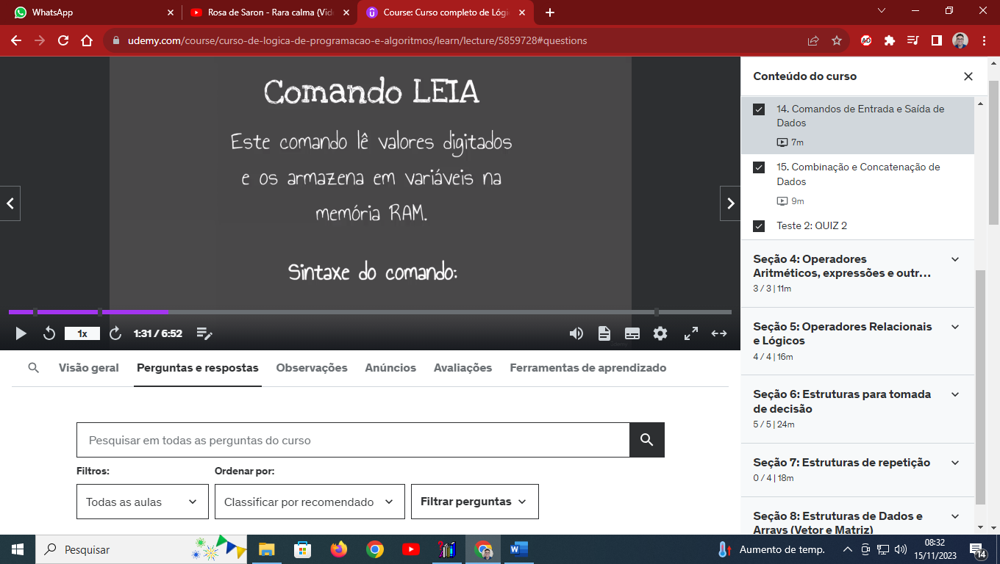 WhatsApp
Rosa de Saron - Rara calma (Víd
Course: Curso completo de Lógi
udemy.com/course/curso-de-logica-de-programacao-e-algoritmos/learn/lecture/5859728#questions
Comando LEIA
Este comando lê valores digitados
e os armazena em variáveis na
memória RAM.
Sintaxe do comando:
1x
1:31 / 6:52
Visão geral
Perguntas e respostas
Observações
Anúncios
Avaliações
Ferramentas de aprendizado
Pesquisar em todas as perguntas do curso
Filtros:
Ordenar por:
Todas as aulas
Classificar por recomendado
Filtrar perguntas
Conteúdo do curso
14. Comandos de Entrada e Saída de
Dados
7m
15. Combinação e Concatenação de
Dados
9m
Teste 2: QUIZ 2
Seção 4: Operadores
Aritméticos, expressões e outr...
3 / 3 | 11m
Seção 5: Operadores Relacionais
e Lógicos
4 / 4 | 16m
Seção 6: Estruturas para tomada
de decisão
5 / 5 | 24m
Seção 7: Estruturas de repetição
0 / 4 | 18m
Seção 8: Estruturas de Dados e
Arrays (Vetor e Matriz)
Pesquisar
Aumento de temp.
08:32
15/11/2023
14